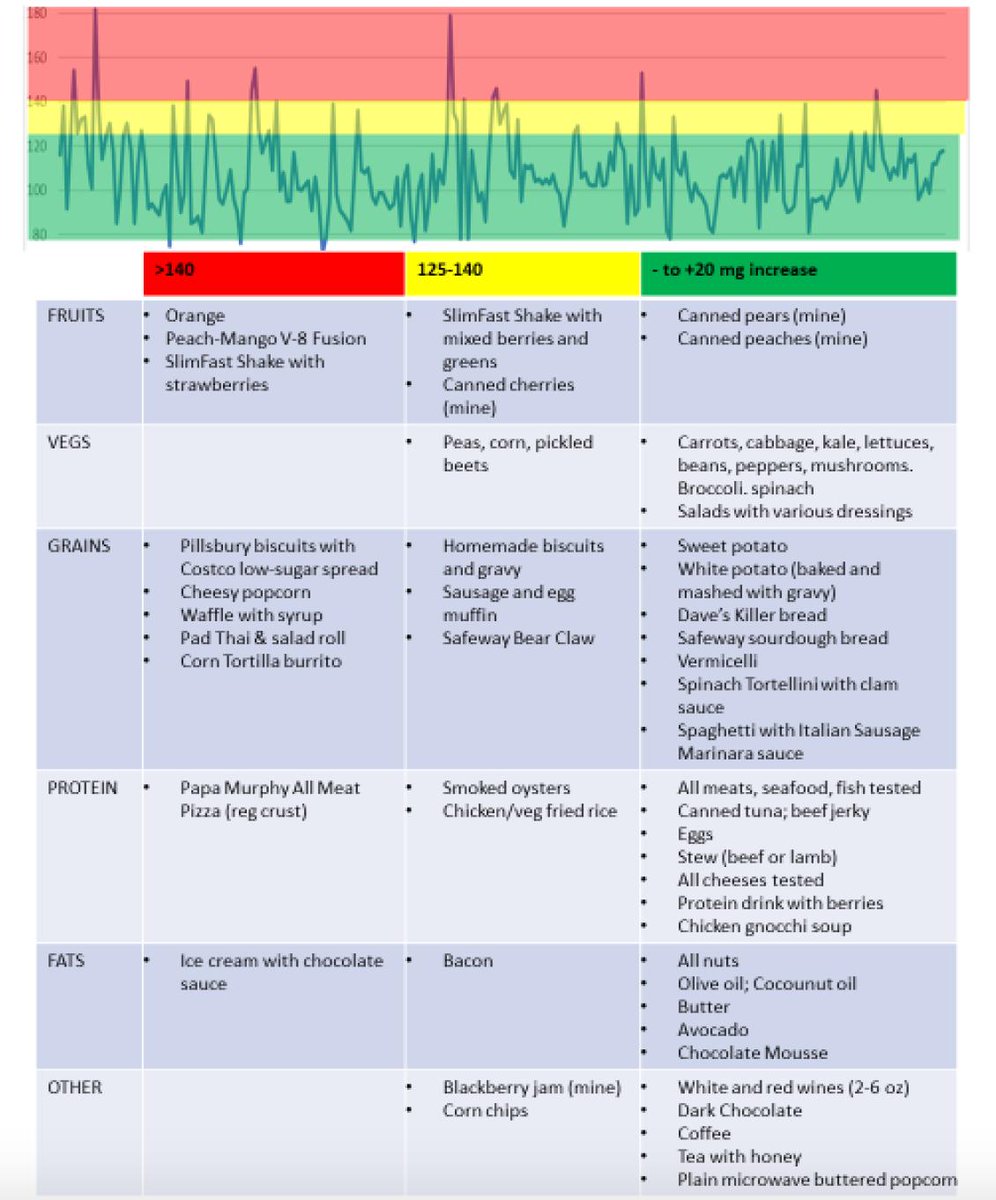 180
160
140
120
100
80
>140 125-140 - to +20 mg increase
FRUITS
• Orange
• Peach-Mango V-8 Fusion
• SlimFast Shake with
strawberries
• SlimFast Shake with
mixed berries and
greens
• Canned cherries
(mine)
• Canned pears (mine)
• Canned peaches (mine)
VEGS
• Peas, corn, pickled
beets
• Carrots, cabbage, kale, lettuces,
beans, peppers, mushrooms.
Broccoli. spinach
• Salads with various dressings
GRAINS
• Pillsbury biscuits with
Costco low-sugar spread
• Cheesy popcorn
• Waffle with syrup
• Pad Thai & salad roll
• Corn Tortilla burrito
• Homemade biscuits
and gravy
• Sausage and egg
muffin
• Safeway Bear Claw
• Sweet potato
• White potato (baked and
mashed with gravy)
• Dave's Killer bread
• Safeway sourdough bread
• Vermicelli
• Spinach Tortellini with clam
sauce
• Spaghetti with Italian Sausage
Marinara sauce
PROTEIN
• Papa Murphy All Meat
Pizza (reg crust)
• Smoked oysters
• Chicken/veg fried rice
• All meats, seafood, fish tested
• Canned tuna; beef jerky
• Eggs
• Stew (beef or lamb)
• All cheeses tested
• Protein drink with berries
• Chicken gnocchi soup
FATS
• Ice cream with chocolate
sauce
• Bacon
• All nuts
• Olive oil; Cocounut oil
• Butter
• Avocado
• Chocolate Mousse
OTHER
• Blackberry jam (mine)
• Corn chips
• White and red wines (2-6 oz)
• Dark Chocolate
• Coffee
• Tea with honey
• Plain microwave buttered popcorn